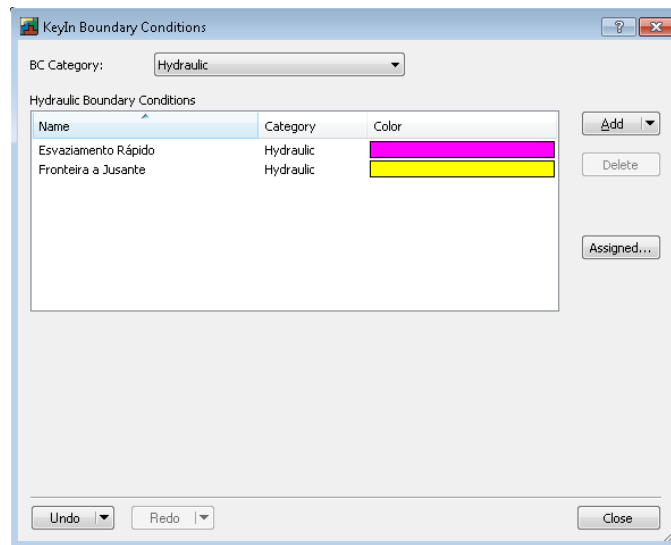 KeyIn Boundary Conditions
BC Category: Hydraulic
Hydraulic Boundary Conditions
Name Category Color
Esvaziamento Rápido Hydraulic
Fronteira a Jusante Hydraulic
Add
Delete
Assigned...
Undo Redo Close